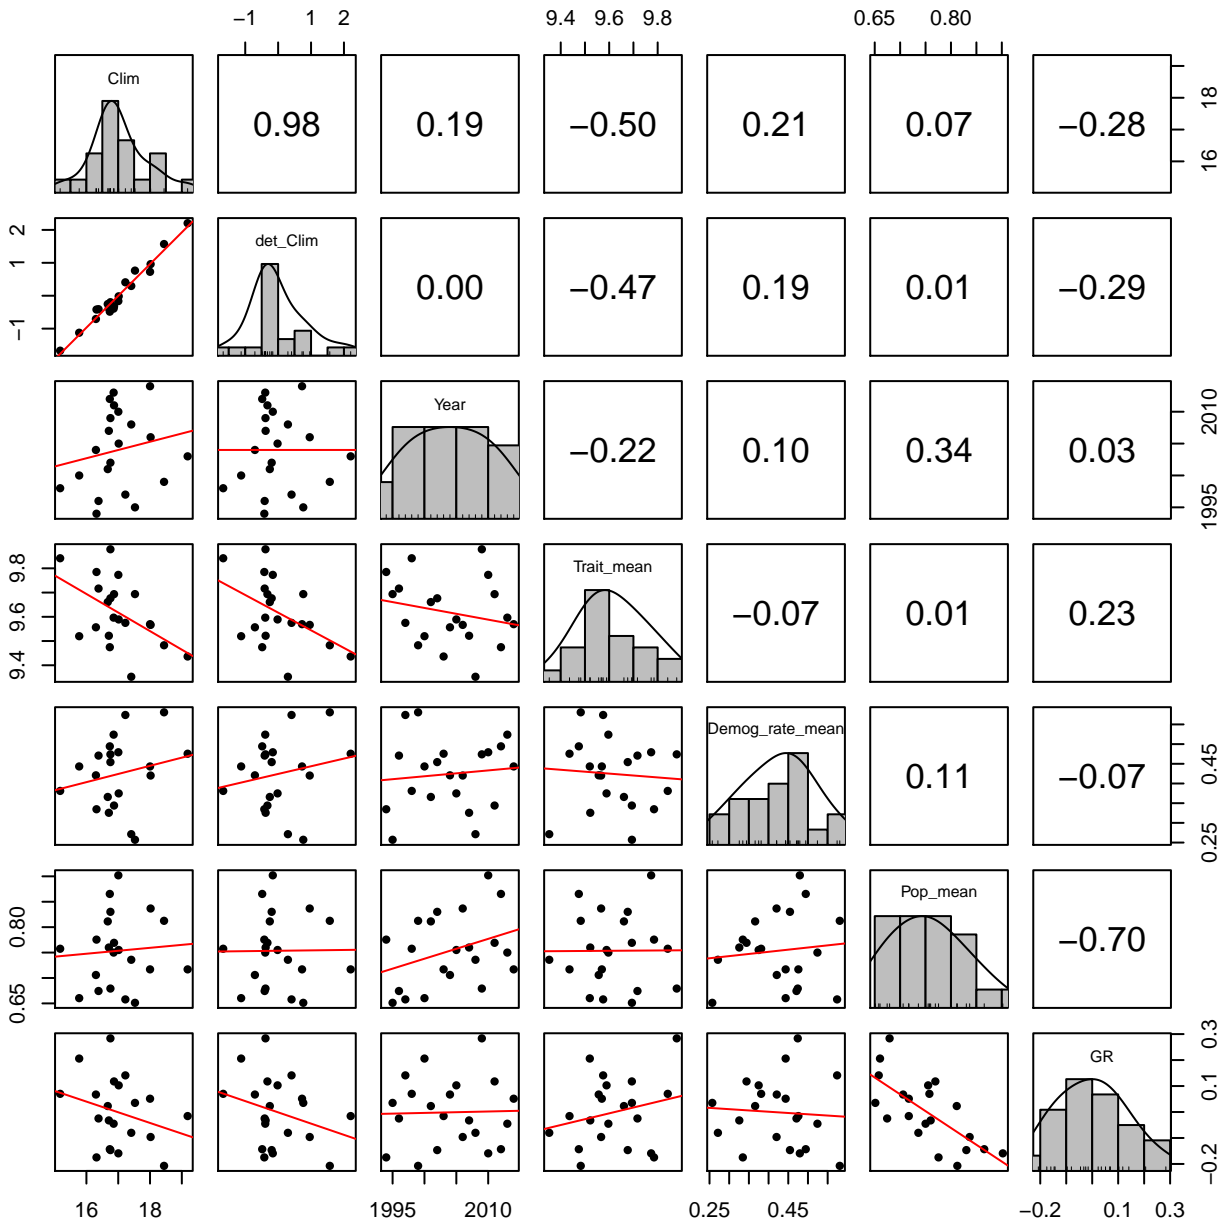 −1 1 2 9.4 9.6 9.8 0.65 0.80
Clim 0.98 0.19 −0.50 0.21 0.07 −0.28 16 18
−1 1 2 det_Clim 0.00 −0.47 0.19 0.01 −0.29
Year −0.22 0.10 0.34 0.03 1995 2010
9.4 9.6 9.8 Trait_mean −0.07 0.01 0.23
Demog_rate_mean 0.11 −0.07 0.25 0.45
0.65 0.80 Pop_mean −0.70
GR −0.2 0.1 0.3
16 18 1995 2010 0.25 0.45 −0.2 0.1 0.3